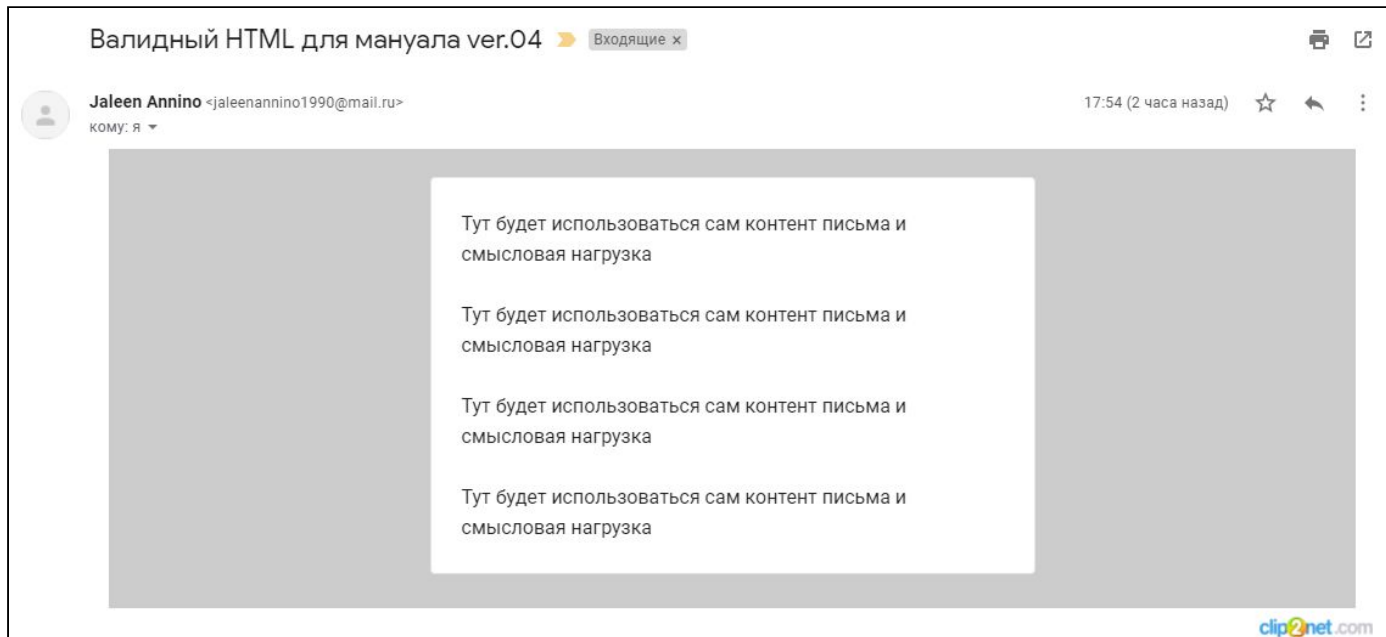 Валидный HTML для мануала ver.04 Входящие ×
Jaleen Annino <jaleenannino1990@mail.ru> 17:54 (2 часа назад)
кому: я
Тут будет использоваться сам контент письма и
смысловая нагрузка
Тут будет использоваться сам контент письма и
смысловая нагрузка
Тут будет использоваться сам контент письма и
смысловая нагрузка
Тут будет использоваться сам контент письма и
смысловая нагрузка
clip2net.com